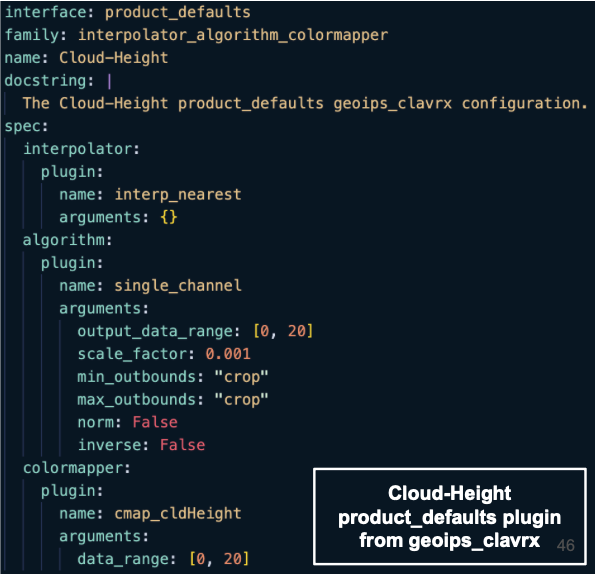 interface: product_defaults
family: interpolator_algorithm_colormapper
name: Cloud-Height
docstring: |
  The Cloud-Height product_defaults geoips_clavrx configuration.
spec:
  interpolator:
    plugin:
      name: interp_nearest
      arguments: {}
  algorithm:
    plugin:
      name: single_channel
      arguments:
        output_data_range: [0, 20]
        scale_factor: 0.001
        min_outbounds: "crop"
        max_outbounds: "crop"
        norm: False
        inverse: False
  colormapper:
    plugin:
      name: cmap_cldHeight
      arguments:
        data_range: [0, 20]
Cloud-Height
product_defaults plugin
from geoips_clavrx
46